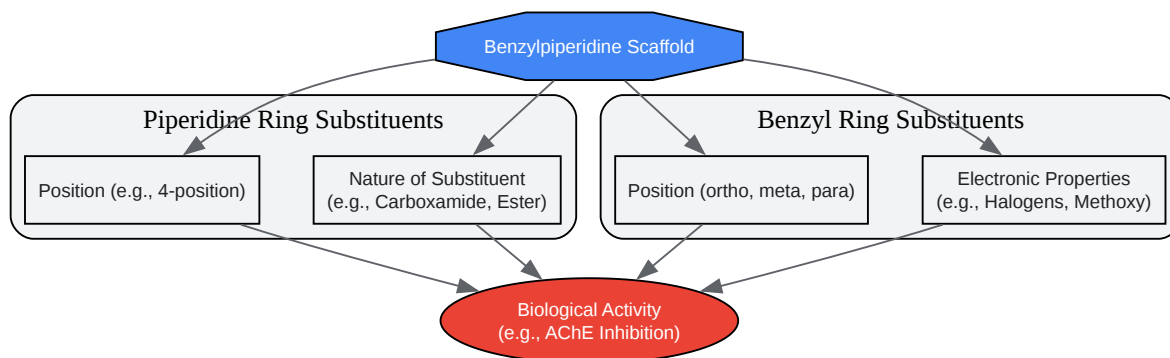 Benzylpiperidine Scaffold
Piperidine Ring Substituents
Benzyl Ring Substituents
Position (e.g., 4-position)
Nature of Substituent
(e.g., Carboxamide, Ester)
Position (ortho, meta, para)
Electronic Properties
(e.g., Halogens, Methoxy)
Biological Activity
(e.g., AChE Inhibition)